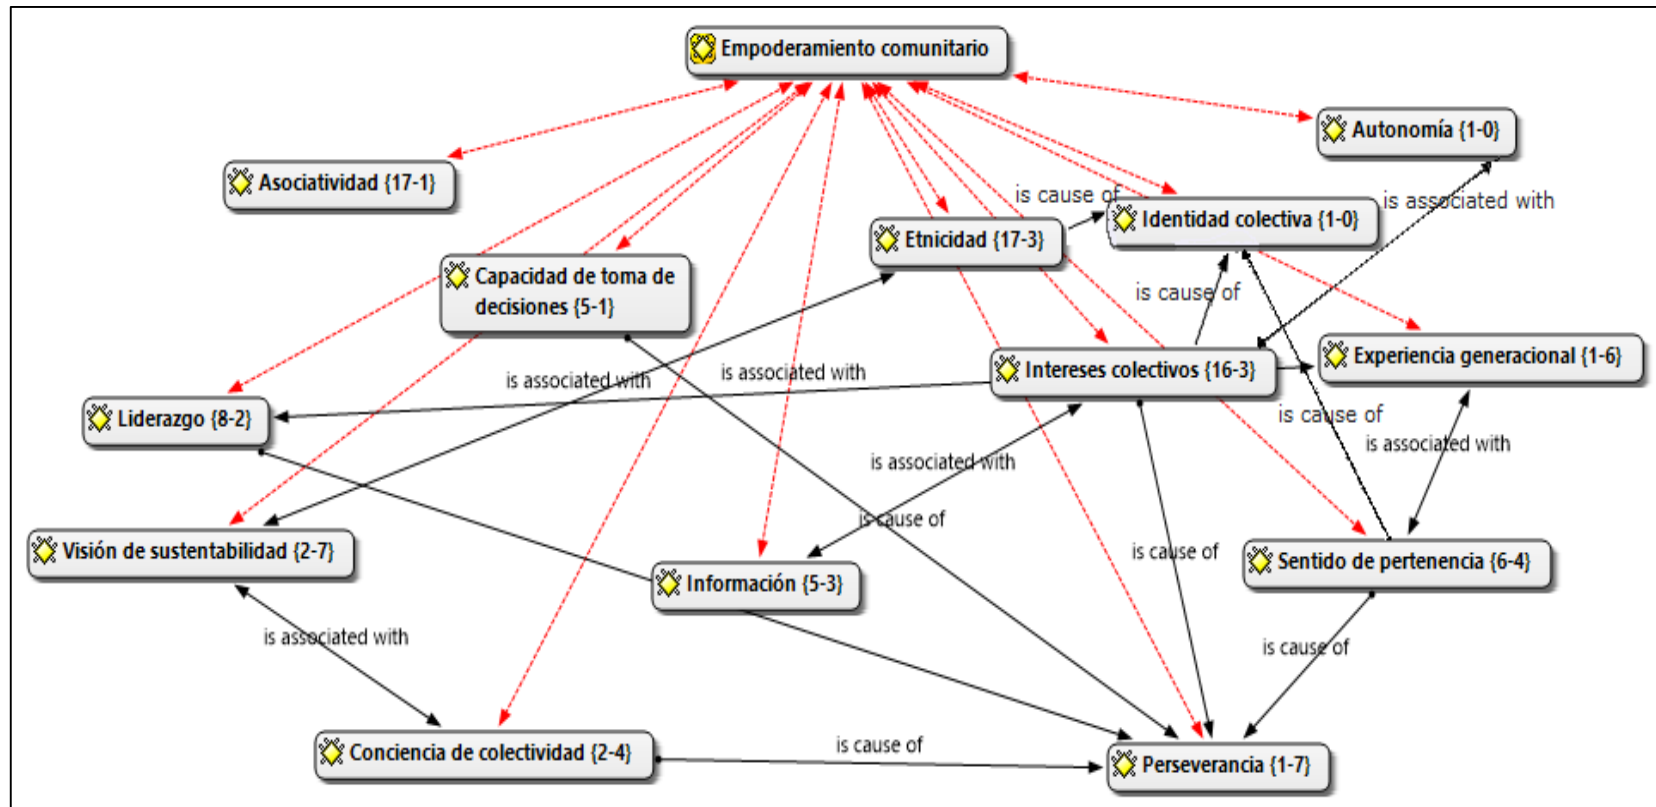 Empoderamiento comunitario
Autonomía {1-0}
Asociatividad {17-1}
is cause of
is associated with
Identidad colectiva {1-0}
Etnicidad {17-3}
Capacidad de toma de
decisiones {5-1}
is cause of
Experiencia generacional {1-6}
Intereses colectivos {16-3}
is associated with
is associated with
Liderazgo {8-2}
is cause of
is associated with
is associated with
is cause of
is cause of
Visión de sustentabilidad {2-7}
Sentido de pertenencia {6-4}
Información {5-3}
is associated with
is cause of
is cause of
Conciencia de colectividad {2-4}
Perseverancia {1-7}